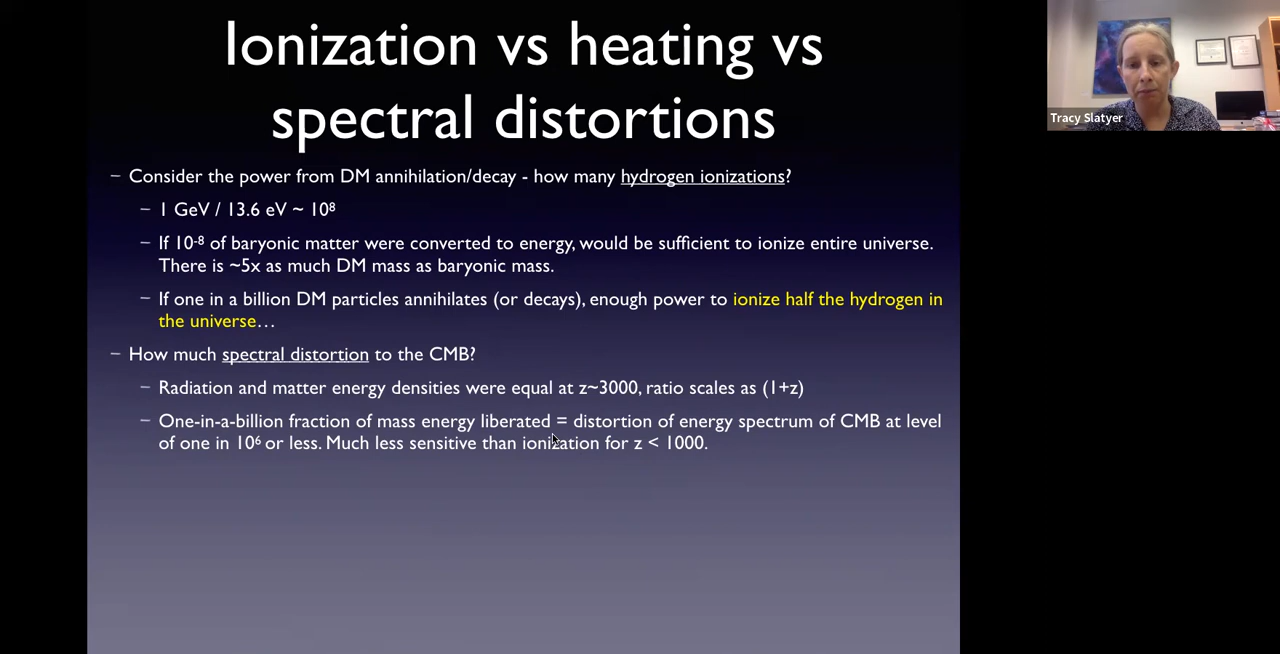 Ionization vs heating vs
spectral distortions
Tracy Slatyer
– Consider the power from DM annihilation/decay - how many hydrogen ionizations?
– 1 GeV / 13.6 eV ~ 10⁸
– If 10⁻⁸ of baryonic matter were converted to energy, would be sufficient to ionize entire universe.
There is ~5x as much DM mass as baryonic mass.
– If one in a billion DM particles annihilates (or decays), enough power to ionize half the hydrogen in
the universe…
– How much spectral distortion to the CMB?
– Radiation and matter energy densities were equal at z~3000, ratio scales as (1+z)
– One-in-a-billion fraction of mass energy liberated = distortion of energy spectrum of CMB at level
of one in 10⁶ or less. Much less sensitive than ionization for z < 1000.